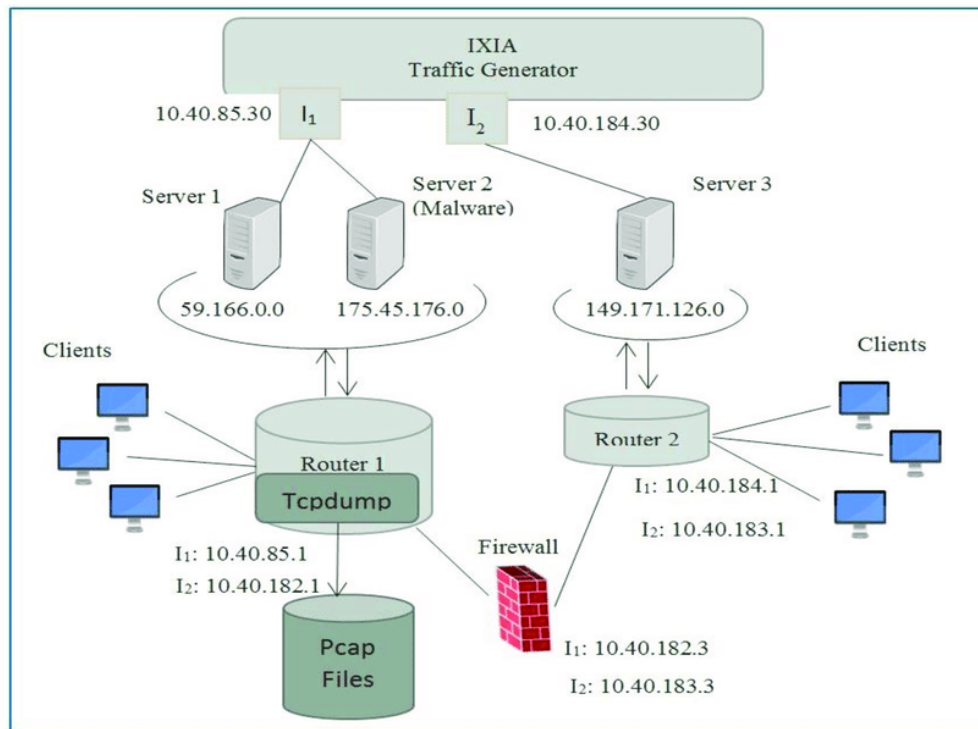 IXIA
Traffic Generator
10.40.85.30
I₁
I₂
10.40.184.30
Server 1
Server 2
(Malware)
Server 3
59.166.0.0
175.45.176.0
149.171.126.0
Clients
Clients
Router 1
Tcpdump
Router 2
I₁: 10.40.184.1
I₂: 10.40.183.1
I₁: 10.40.85.1
I₂: 10.40.182.1
Firewall
Pcap
Files
I₁: 10.40.182.3
I₂: 10.40.183.3